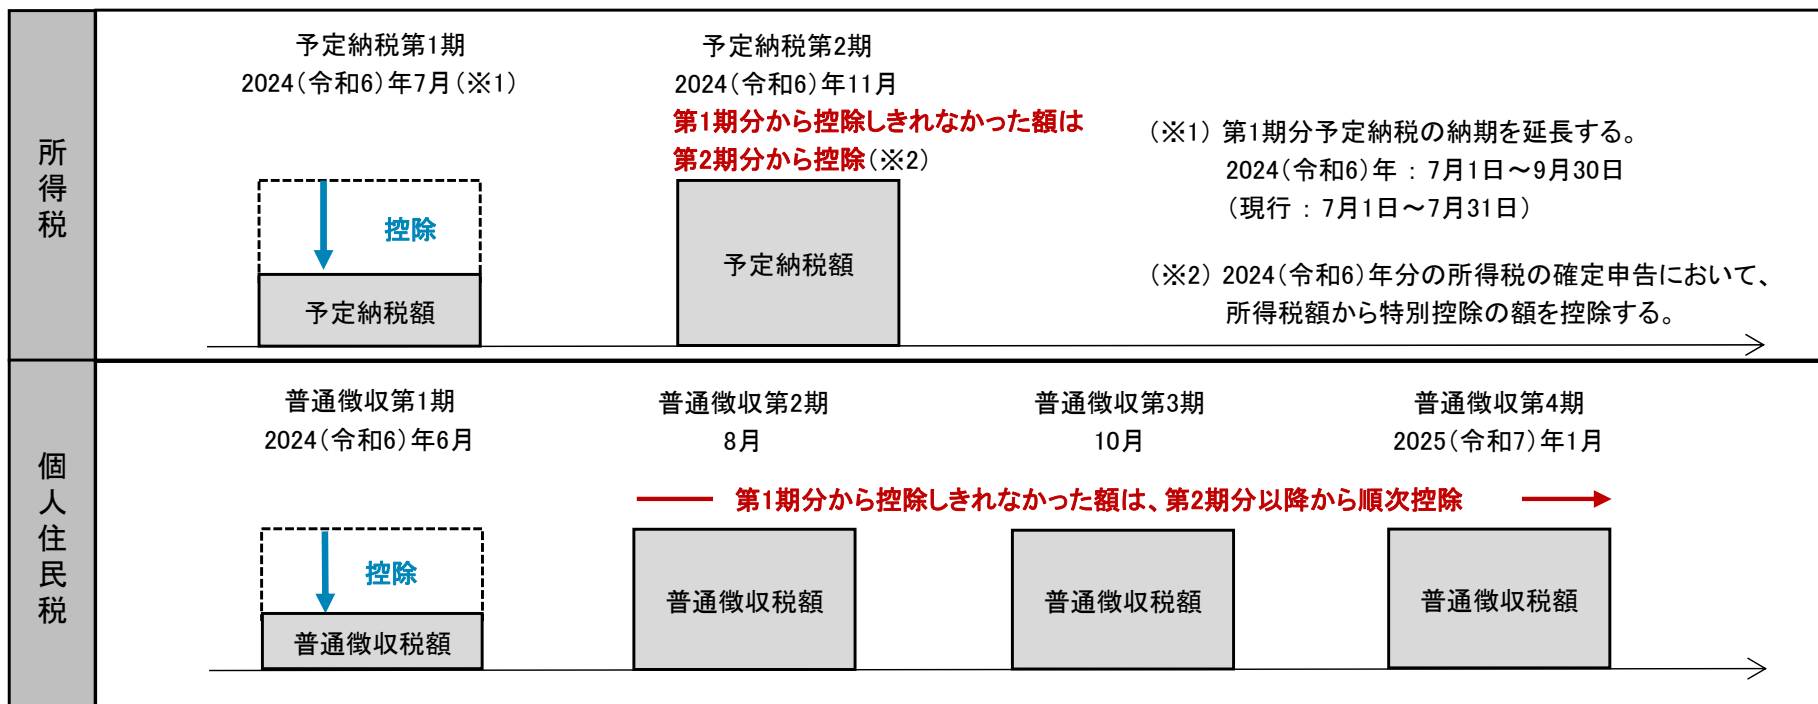 所得税
予定納税第1期
2024(令和6)年7月(※1)
控除
予定納税額
予定納税第2期
2024(令和6)年11月
第1期分から控除しきれなかった額は
第2期分から控除(※2)
予定納税額
(※1) 第1期分予定納税の納期を延長する。
2024(令和6)年 : 7月1日～9月30日
(現行 : 7月1日～7月31日)
(※2) 2024(令和6)年分の所得税の確定申告において、
所得税額から特別控除の額を控除する。
個人住民税
普通徴収第1期
2024(令和6)年6月
普通徴収第2期
8月
普通徴収第3期
10月
普通徴収第4期
2025(令和7)年1月
第1期分から控除しきれなかった額は、第2期分以降から順次控除
控除
普通徴収税額
普通徴収税額
普通徴収税額
普通徴収税額